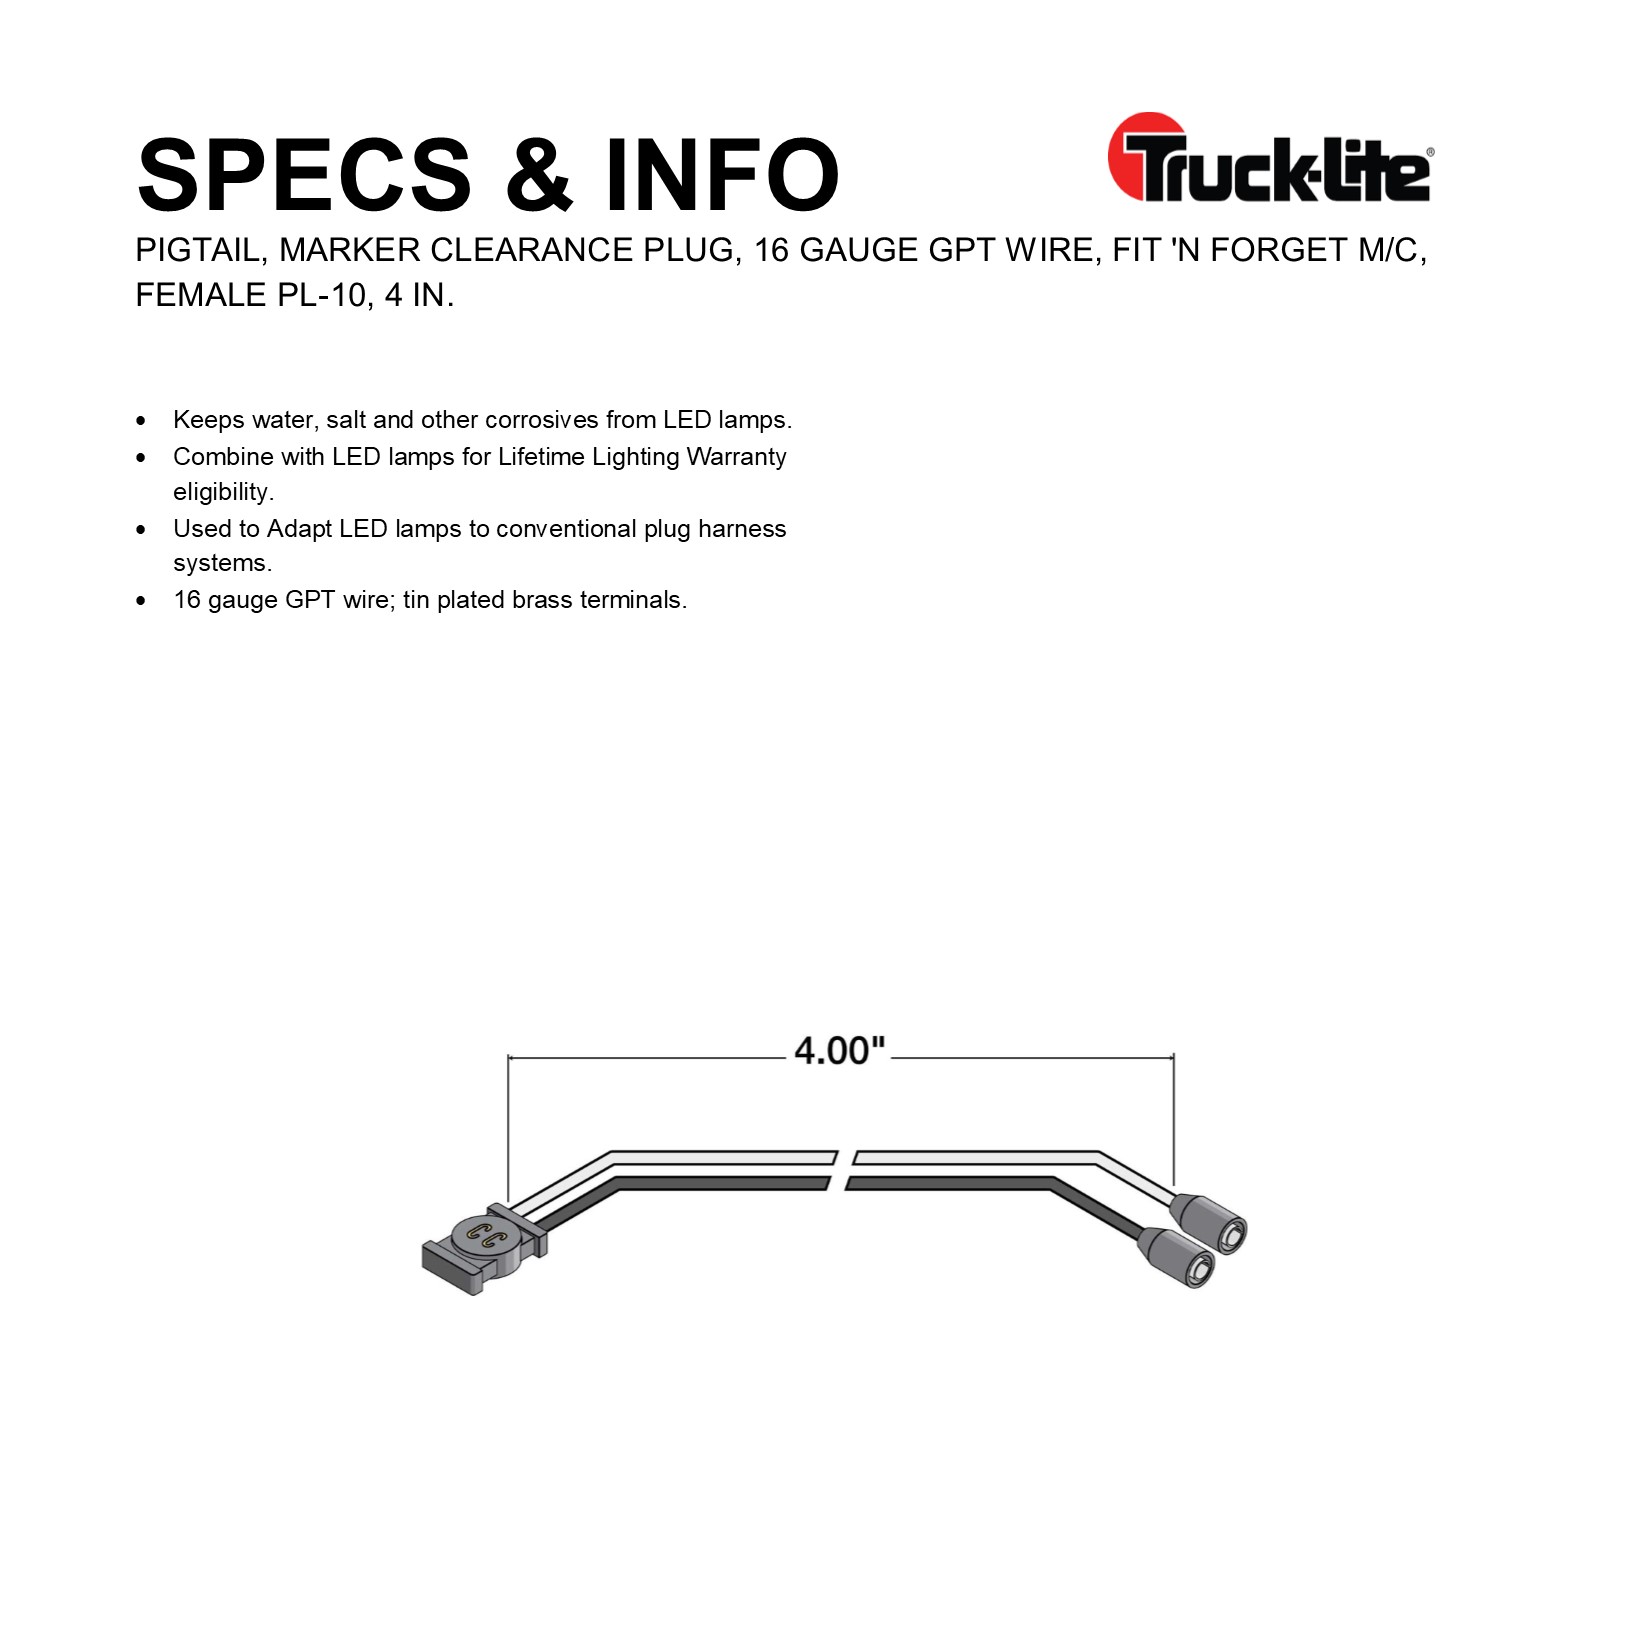 SPECS & INFO
Truck-Lite®
PIGTAIL, MARKER CLEARANCE PLUG, 16 GAUGE GPT WIRE, FIT 'N FORGET M/C,
FEMALE PL-10, 4 IN.
• Keeps water, salt and other corrosives from LED lamps.
• Combine with LED lamps for Lifetime Lighting Warranty
eligibility.
• Used to Adapt LED lamps to conventional plug harness
systems.
• 16 gauge GPT wire; tin plated brass terminals.
4.00"